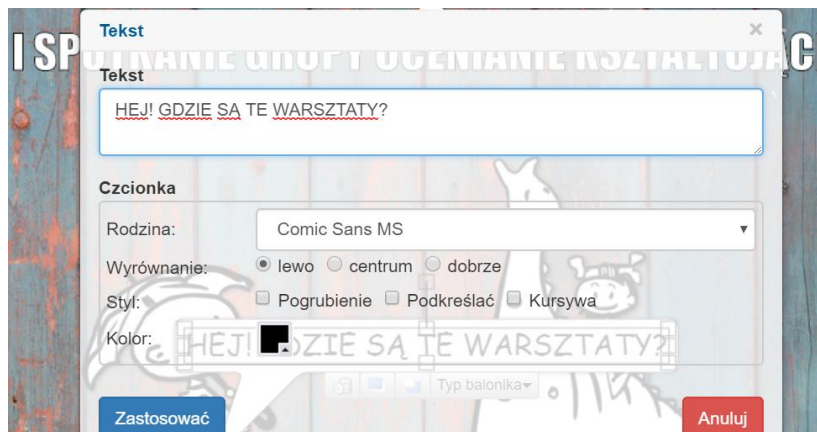 Tekst ×
I SPOTKANIE GRUPY OCENIANIE KSZTAŁTUJĄC
Tekst
HEJ! GDZIE SĄ TE WARSZTATY?
Czcionka
Rodzina: Comic Sans MS
Wyrównanie: lewo centrum dobrze
Styl: Pogrubienie Podkreślać Kursywa
Kolor:
HEJ! GDZIE SĄ TE WARSZTATY?
Typ balonika
Zastosować Anuluj